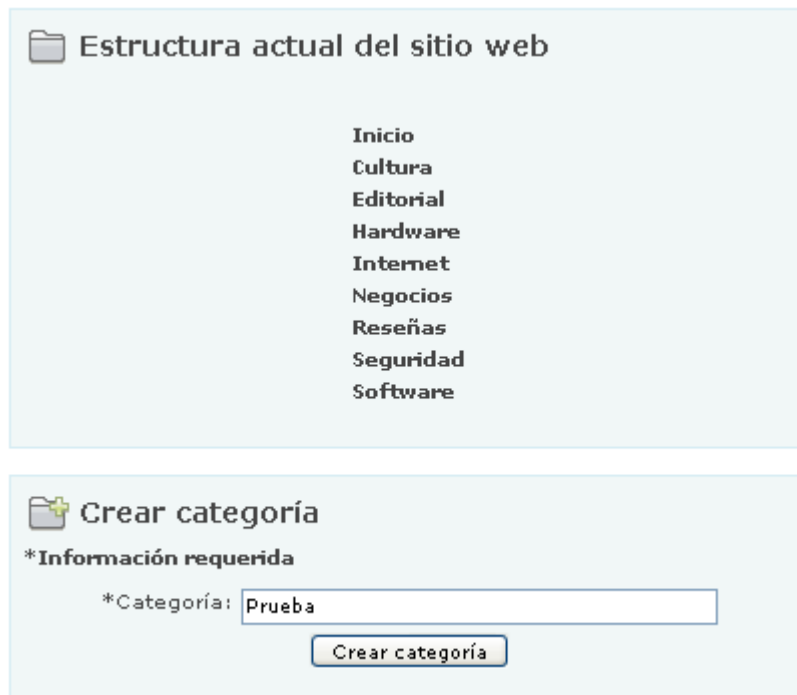 Estructura actual del sitio web
Inicio
Cultura
Editorial
Hardware
Internet
Negocios
Reseñas
Seguridad
Software
Crear categoría
*Información requerida
*Categoría: Prueba
Crear categoría